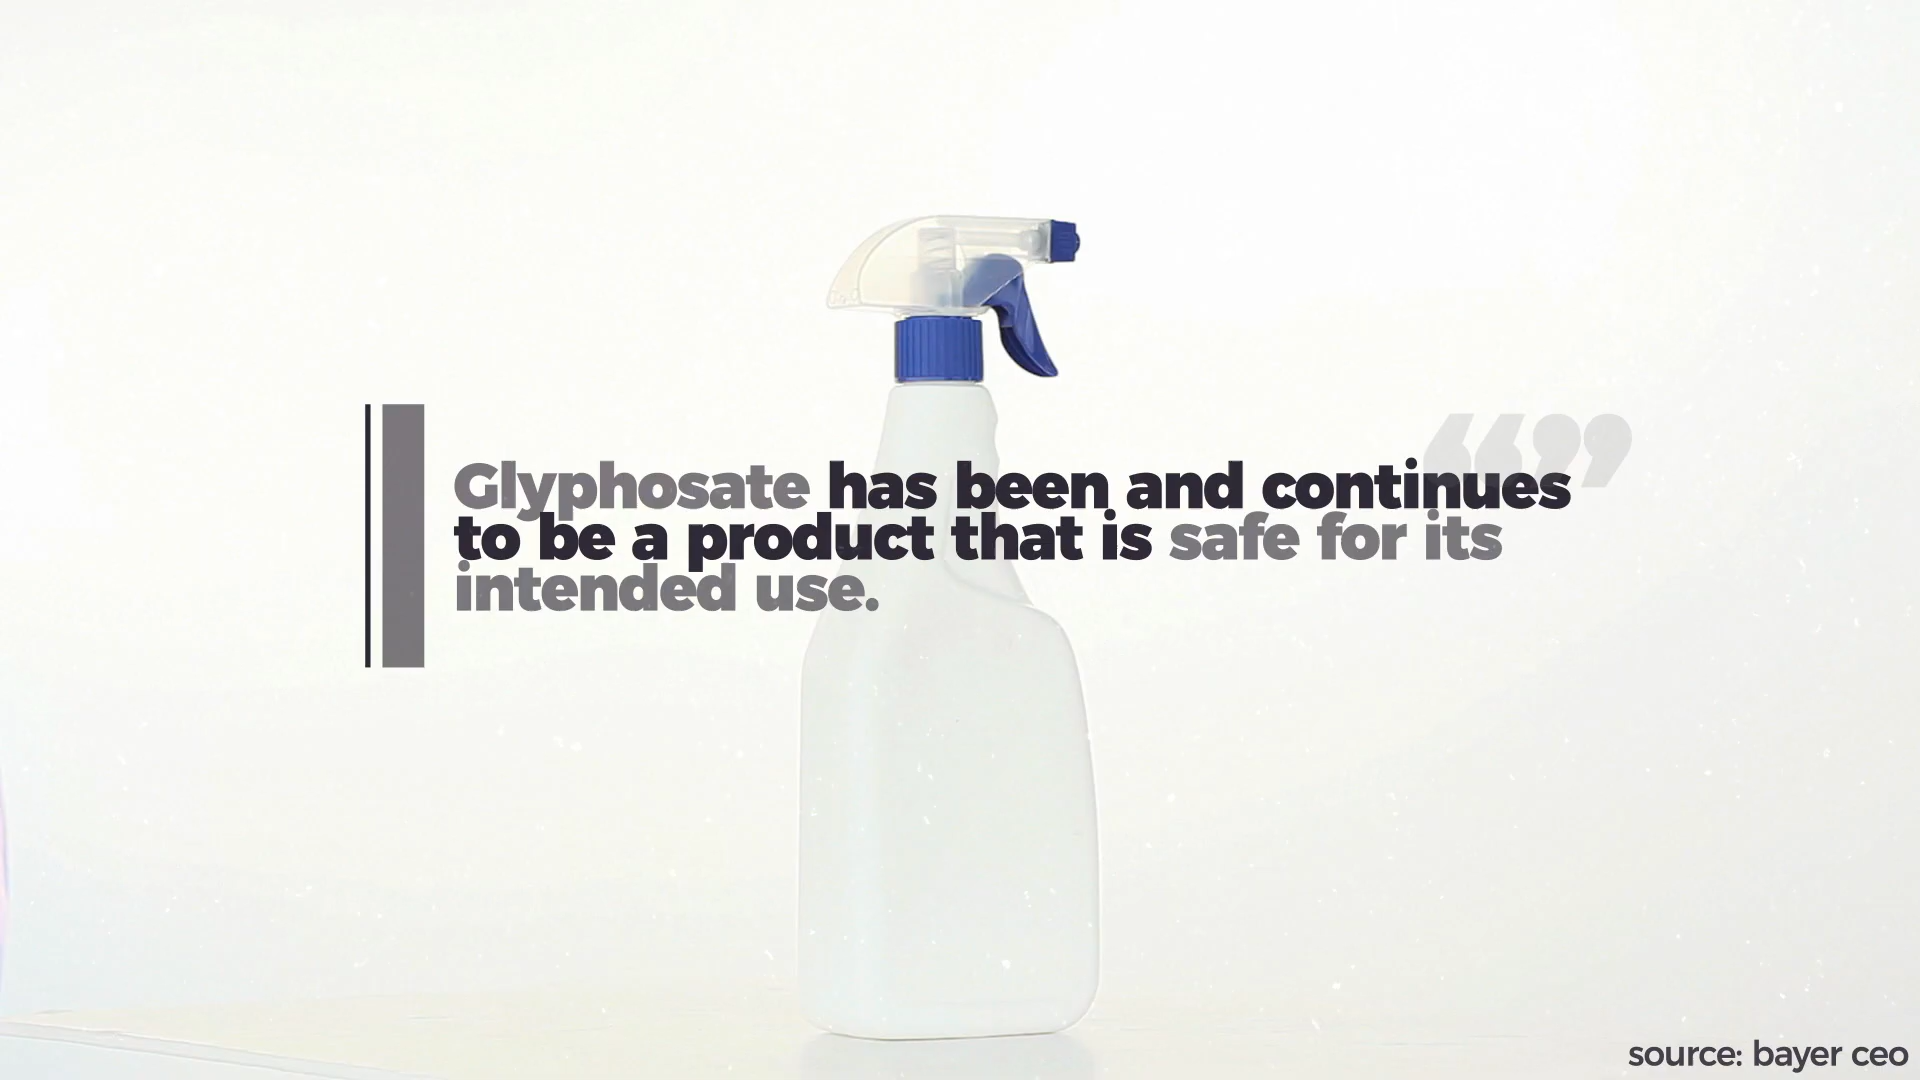 Glyphosate has been and continues
to be a product that is safe for its
intended use.
source: bayer ceo